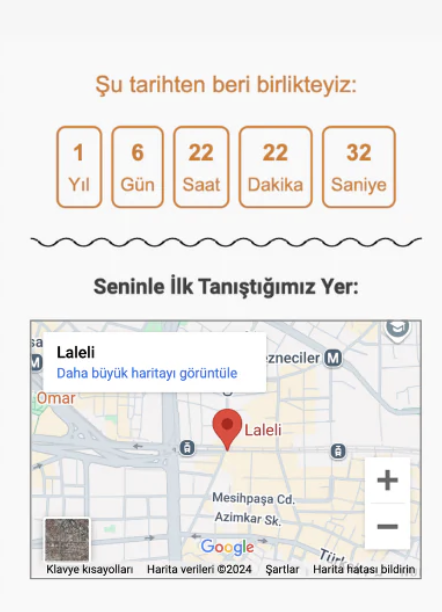 Şu tarihten beri birlikteyiz:
1 6 22 22 32
Yıl Gün Saat Dakika Saniye
Seninle İlk Tanıştığımız Yer:
Laleli
Daha büyük haritayı görüntüle
ezneciler
Omar
Laleli
Mesihpaşa Cd.
Azimkar Sk.
Google
Klavye kısayolları Harita verileri ©2024 Şartlar Harita hatası bildirin